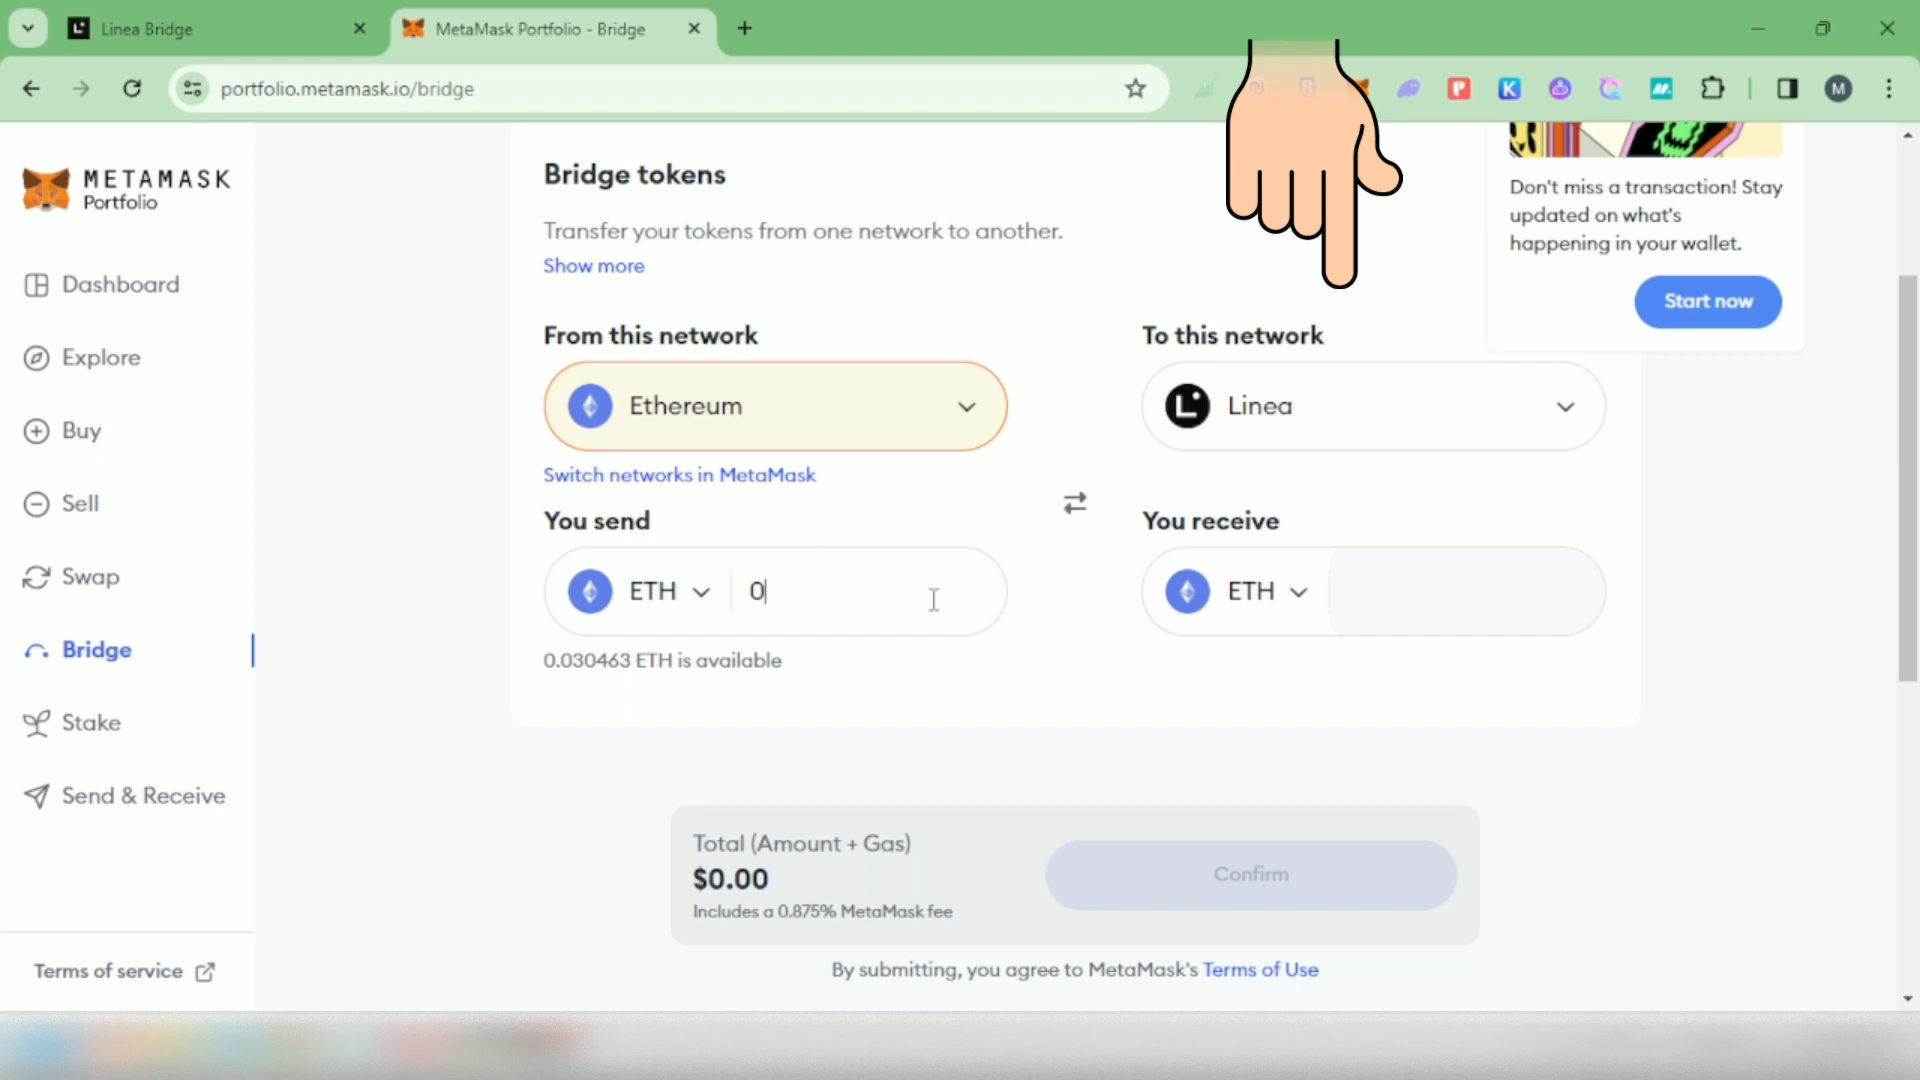 Linea Bridge
MetaMask Portfolio - Bridge
portfolio.metamask.io/bridge
M
METAMASK
Portfolio
Dashboard
Explore
Buy
Sell
Swap
Bridge
Stake
Send & Receive
Terms of service
Bridge tokens
Transfer your tokens from one network to another.
Show more
From this network
Ethereum
Switch networks in MetaMask
You send
ETH 0
0.030463 ETH is available
To this network
Linea
You receive
ETH
Don't miss a transaction! Stay
updated on what's
happening in your wallet.
Start now
Total (Amount + Gas)
$0.00
Includes a 0.875% MetaMask fee
Confirm
By submitting, you agree to MetaMask's Terms of Use